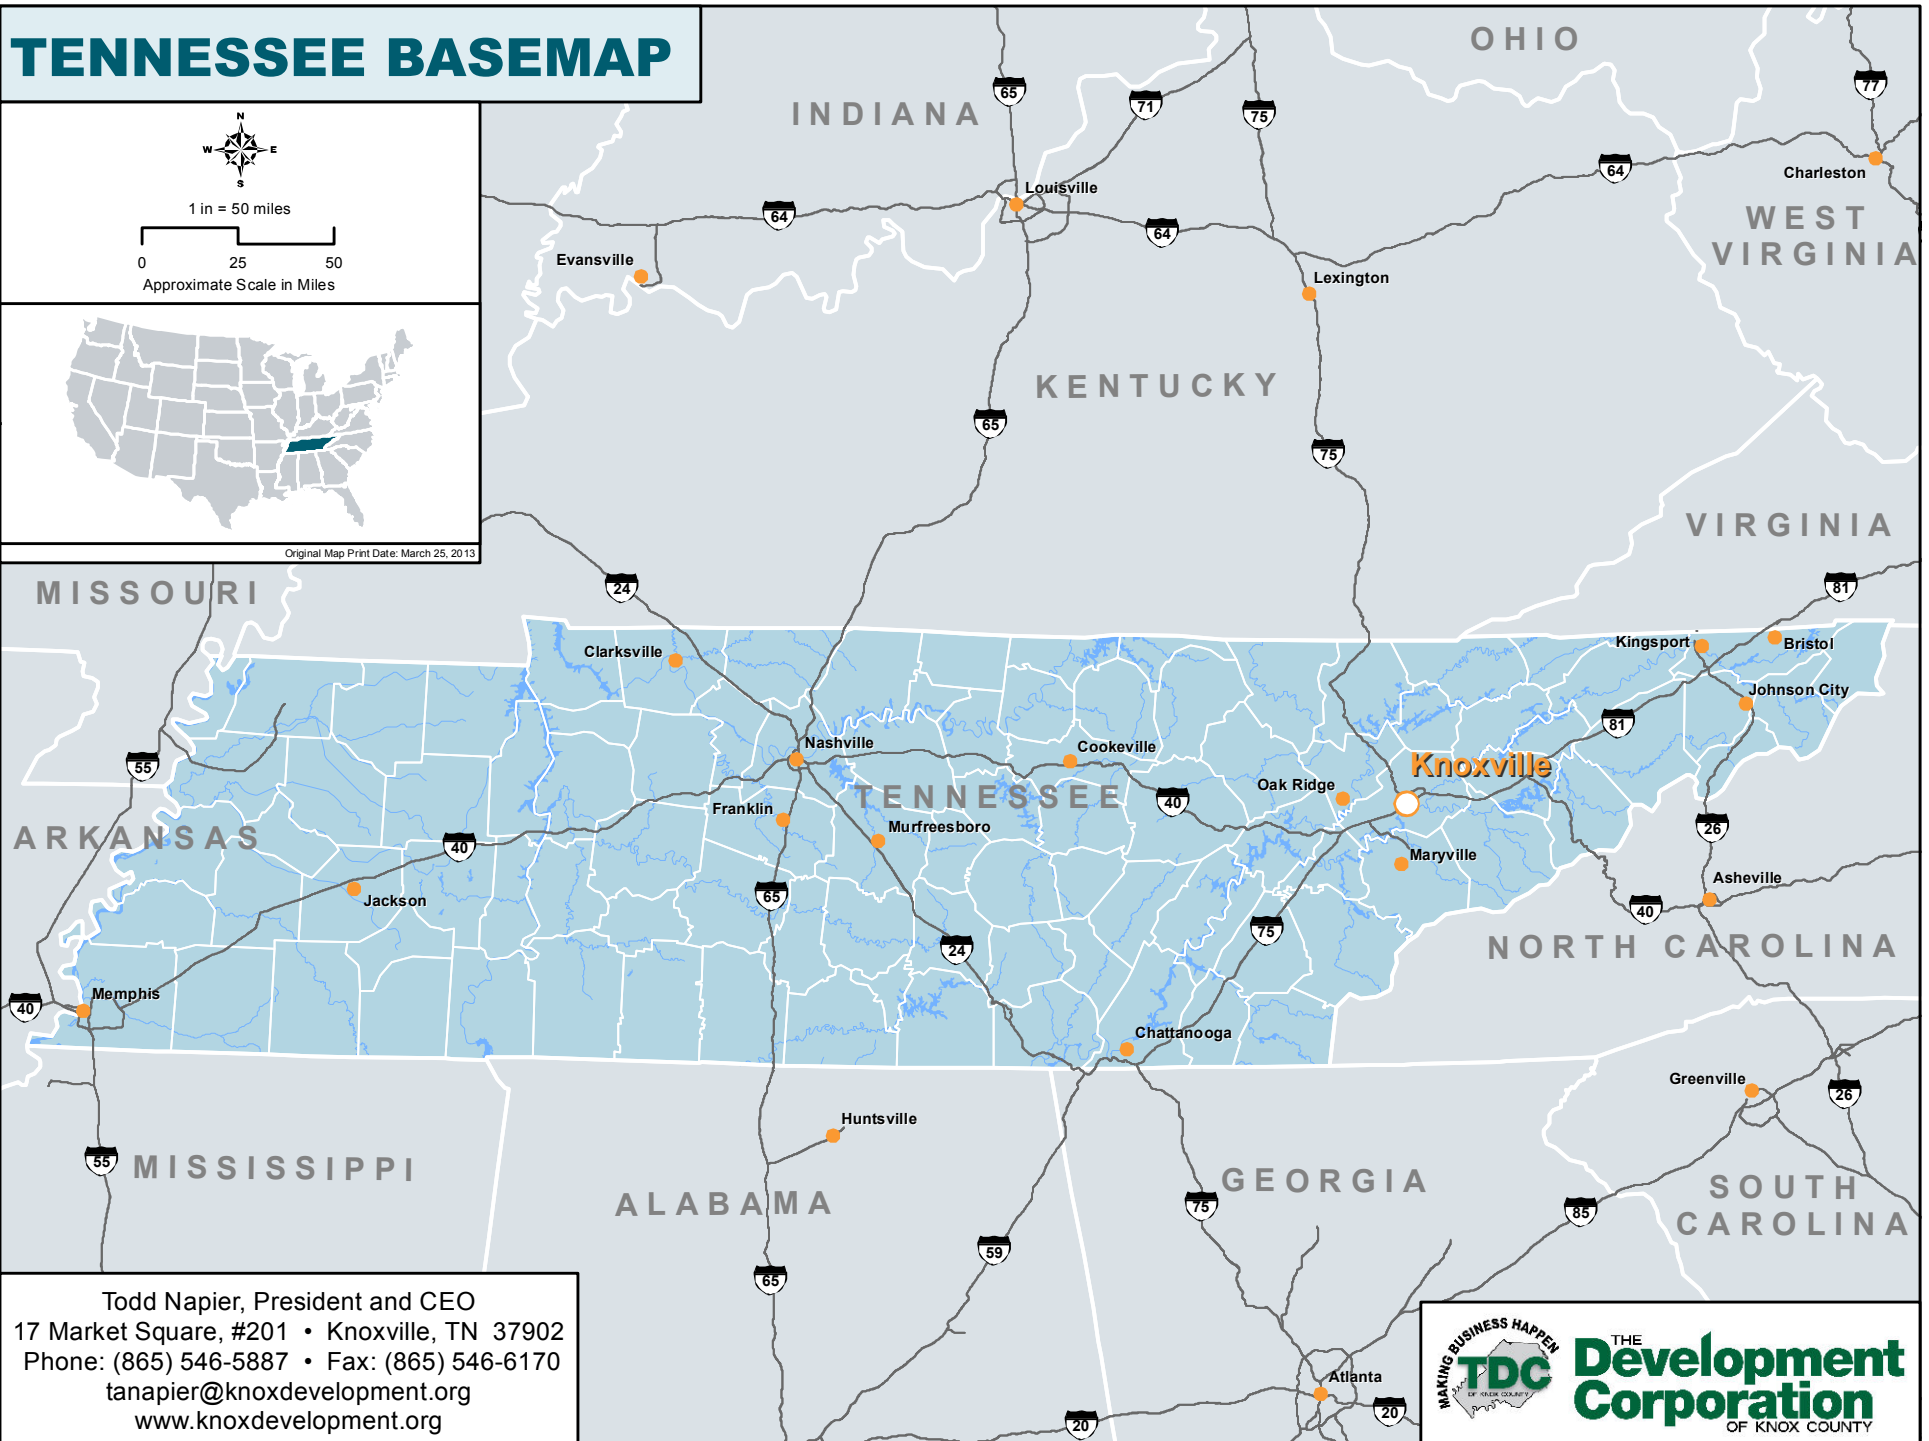 TENNESSEE BASEMAP
N
W E
S
1 in = 50 miles
0 25 50
Approximate Scale in Miles
Original Map Print Date: March 25, 2013
OHIO
INDIANA
65
71
75
77
64
Charleston
WEST
VIRGINIA
Louisville
64
64
Evansville
Lexington
KENTUCKY
65
75
VIRGINIA
MISSOURI
24
81
Clarksville
Kingsport
Bristol
Johnson City
81
55
Nashville
Cookeville
Knoxville
Oak Ridge
TENNESSEE
40
Franklin
Murfreesboro
26
ARKANSAS
40
Maryville
Asheville
Jackson
65
40
75
24
NORTH CAROLINA
Memphis
40
Chattanooga
Greenville
26
Huntsville
55
MISSISSIPPI
ALABAMA
GEORGIA
75
85
SOUTH
CAROLINA
59
65
Atlanta
20
20
Todd Napier, President and CEO
17 Market Square, #201 • Knoxville, TN 37902
Phone: (865) 546-5887 • Fax: (865) 546-6170
tanapier@knoxdevelopment.org
www.knoxdevelopment.org
MAKING BUSINESS HAPPEN
TDC
OF KNOX COUNTY
THE
Development
Corporation
OF KNOX COUNTY